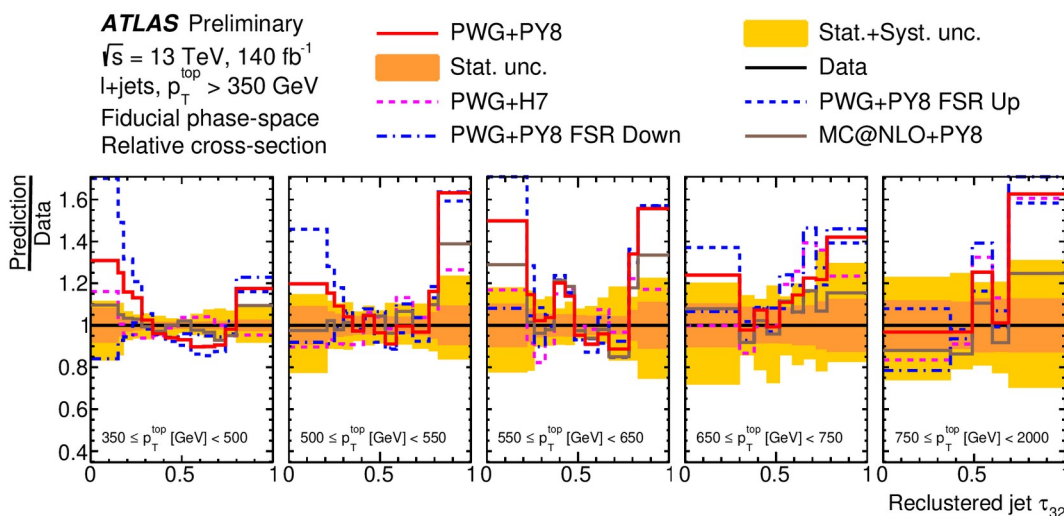 ATLAS Preliminary
√s = 13 TeV, 140 fb⁻¹
l+jets, p_T^top > 350 GeV
Fiducial phase-space
Relative cross-section
PWG+PY8
Stat. unc.
PWG+H7
PWG+PY8 FSR Down
Stat.+Syst. unc.
Data
PWG+PY8 FSR Up
MC@NLO+PY8
Prediction
Data
1.6
1.4
1.2
1
0.8
0.6
0.4
350 ≤ p_T^top [GeV] < 500
500 ≤ p_T^top [GeV] < 550
550 ≤ p_T^top [GeV] < 650
650 ≤ p_T^top [GeV] < 750
750 ≤ p_T^top [GeV] < 2000
0 0.5 1 0 0.5 1 0 0.5 1 0 0.5 1 0 0.5 1
Reclustered jet τ₃₂